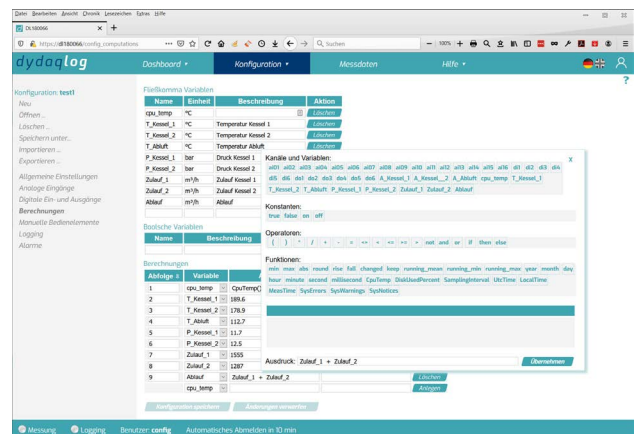 Datei Bearbeiten Ansicht Chronik Lesezeichen Extras Hilfe
DL180066
https://dl180066/config_computations
100%
Suchen
dydaqlog
Dashboard
Konfiguration
Messdaten
Hilfe
Konfiguration: test1
Neu
Öffnen ...
Löschen ...
Speichern unter...
Importieren ...
Exportieren ...
Allgemeine Einstellungen
Analoge Eingänge
Digitale Ein- und Ausgänge
Berechnungen
Manuelle Bedienelemente
Logging
Alarme
Fließkomma Variablen
Name Einheit Beschreibung Aktion
cpu_temp °C Löschen
T_Kessel_1 °C Temperatur Kessel 1 Löschen
T_Kessel_2 °C Temperatur Kessel 2 Löschen
T_Abluft °C Temperatur Abluft Löschen
P_Kessel_1 bar Druck Kessel 1
P_Kessel_2 bar Druck Kessel 2
Zulauf_1 m³/h Zulauf Kessel 1
Zulauf_2 m³/h Zulauf Kessel 2
Ablauf m³/h Ablauf
Boolsche Variablen
Name Beschreibung
Berechnungen
Abfolge Variable
1 cpu_temp CpuTemp()
2 T_Kessel_1 189.6
3 T_Kessel_2 178.9
4 T_Abluft 112.7
5 P_Kessel_1 11.7
6 P_Kessel_2 12.5
7 Zulauf_1 1555
8 Zulauf_2 1287
9 Ablauf Zulauf_1 + Zulauf_2 Löschen
cpu_temp Anlegen
Konfiguration speichern Änderungen verwerfen
Kanäle und Variablen: x
ai01 ai02 ai03 ai04 ai05 ai06 ai07 ai08 ai09 ai10 ai11 ai12 ai13 ai14 ai15 ai16 di1 di2 di3 di4
di5 di6 do1 do2 do3 do4 do5 do6 A_Kessel_1 A_Kessel__2 A_Abluft cpu_temp T_Kessel_1
T_Kessel_2 T_Abluft P_Kessel_1 P_Kessel_2 Zulauf_1 Zulauf_2 Ablauf
Konstanten:
true false on off
Operatoren:
not and or if then else
Funktionen:
min max abs round rise fall changed keep running_mean running_min running_max year month day
hour minute second millisecond CpuTemp DiskUsedPercent SamplingInterval UtcTime LocalTime
MeasTime SysErrors SysWarnings SysNotices
Ausdruck: Zulauf_1 + Zulauf_2 Übernehmen
Messung Logging Benutzer: config Automatisches Abmelden in 10 min